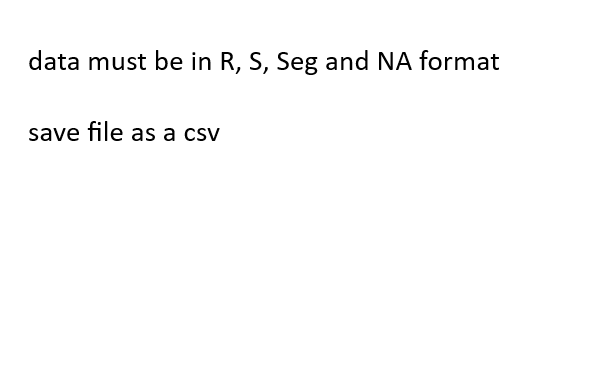 data must be in R, S, Seg and NA format
save file as a csv